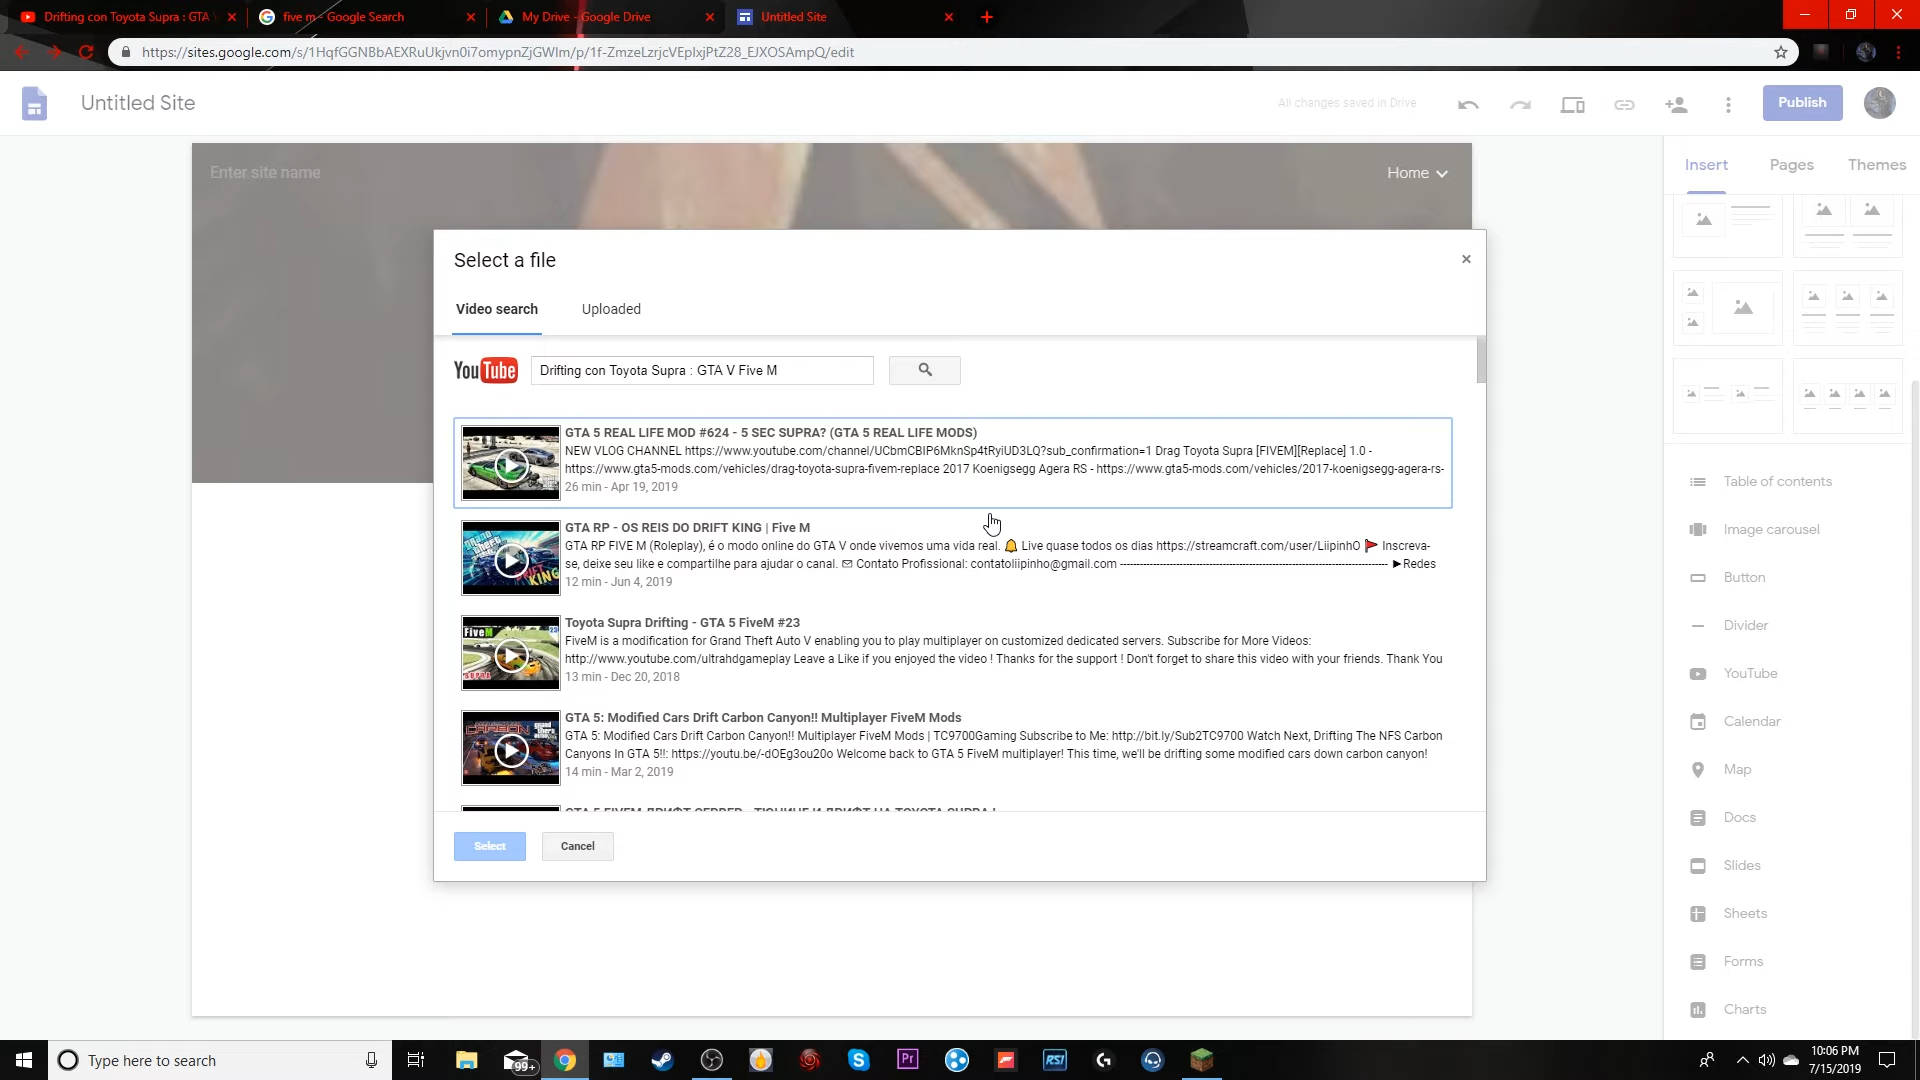 Drifting con Toyota Supra : GTA V
five m - Google Search
My Drive - Google Drive
Untitled Site
https://sites.google.com/s/1HqfGGNBbAEXRuUkjvn0i7omypnZjGWIm/p/1f-ZmzeLzrjcVEpIxjPtZ28_EJXOSAmpQ/edit
Untitled Site
All changes saved in Drive
Publish
Enter site name
Home
Insert Pages Themes
Select a file
Video search Uploaded
YouTube Drifting con Toyota Supra : GTA V Five M
GTA 5 REAL LIFE MOD #624 - 5 SEC SUPRA? (GTA 5 REAL LIFE MODS)
NEW VLOG CHANNEL https://www.youtube.com/channel/UCbmCBIP6MknSp4tRyiUD3LQ?sub_confirmation=1 Drag Toyota Supra [FIVEM][Replace] 1.0 -
https://www.gta5-mods.com/vehicles/drag-toyota-supra-fivem-replace 2017 Koenigsegg Agera RS - https://www.gta5-mods.com/vehicles/2017-koenigsegg-agera-rs-
26 min - Apr 19, 2019
GTA RP - OS REIS DO DRIFT KING | Five M
GTA RP FIVE M (Roleplay), é o modo online do GTA V onde vivemos uma vida real. 🔔 Live quase todos os dias https://streamcraft.com/user/LiipinhO 🚩 Inscreva-
se, deixe seu like e compartilhe para ajudar o canal. ✉ Contato Profissional: contatoliipinho@gmail.com ---------------------------------------------------------------------- ►Redes
12 min - Jun 4, 2019
Toyota Supra Drifting - GTA 5 FiveM #23
FiveM is a modification for Grand Theft Auto V enabling you to play multiplayer on customized dedicated servers. Subscribe for More Videos:
http://www.youtube.com/ultrahdgameplay Leave a Like if you enjoyed the video ! Thanks for the support ! Don't forget to share this video with your friends. Thank You
13 min - Dec 20, 2018
GTA 5: Modified Cars Drift Carbon Canyon!! Multiplayer FiveM Mods
GTA 5: Modified Cars Drift Carbon Canyon!! Multiplayer FiveM Mods | TC9700Gaming Subscribe to Me: http://bit.ly/Sub2TC9700 Watch Next, Drifting The NFS Carbon
Canyons In GTA 5!!: https://youtu.be/-dOEg3ou20o Welcome back to GTA 5 FiveM multiplayer! This time, we'll be drifting some modified cars down carbon canyon!
14 min - Mar 2, 2019
GTA 5 FIVEM ДРИФТ СЕРВЕР - ТЮНИНГ И ДРИФТ НА TOYOTA SUPRA !
Select Cancel
Table of contents
Image carousel
Button
Divider
YouTube
Calendar
Map
Docs
Slides
Sheets
Forms
Charts
Type here to search
99+
Pr
RSI
10:06 PM
7/15/2019